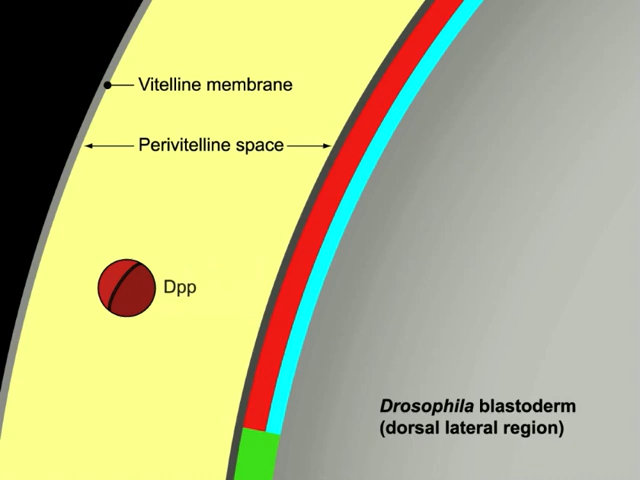 Vitelline membrane
Perivitelline space
Dpp
Drosophila blastoderm
(dorsal lateral region)